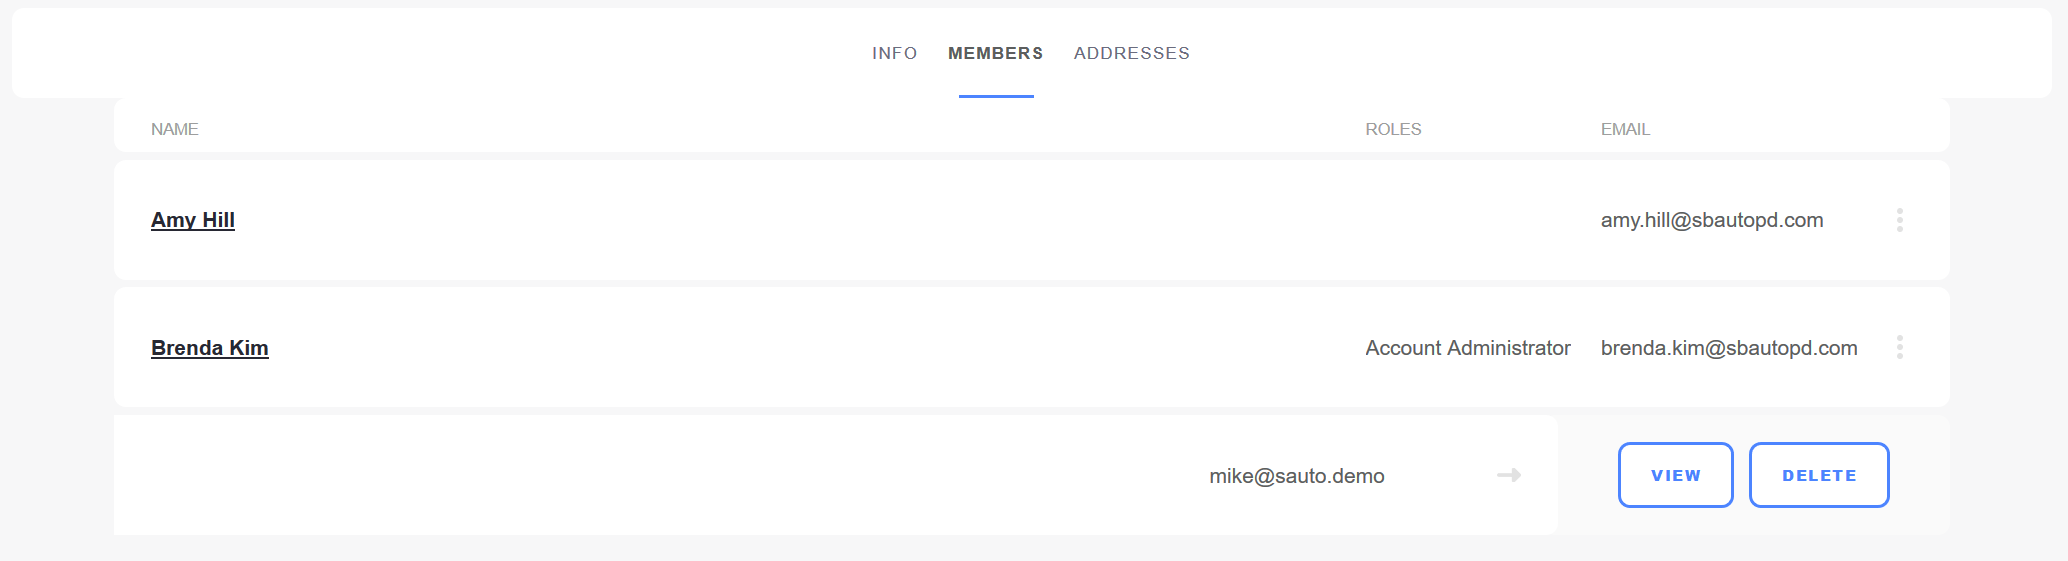 INFO MEMBERS ADDRESSES
NAME ROLES EMAIL
Amy Hill amy.hill@sbautopd.com
Brenda Kim Account Administrator brenda.kim@sbautopd.com
mike@sauto.demo VIEW DELETE